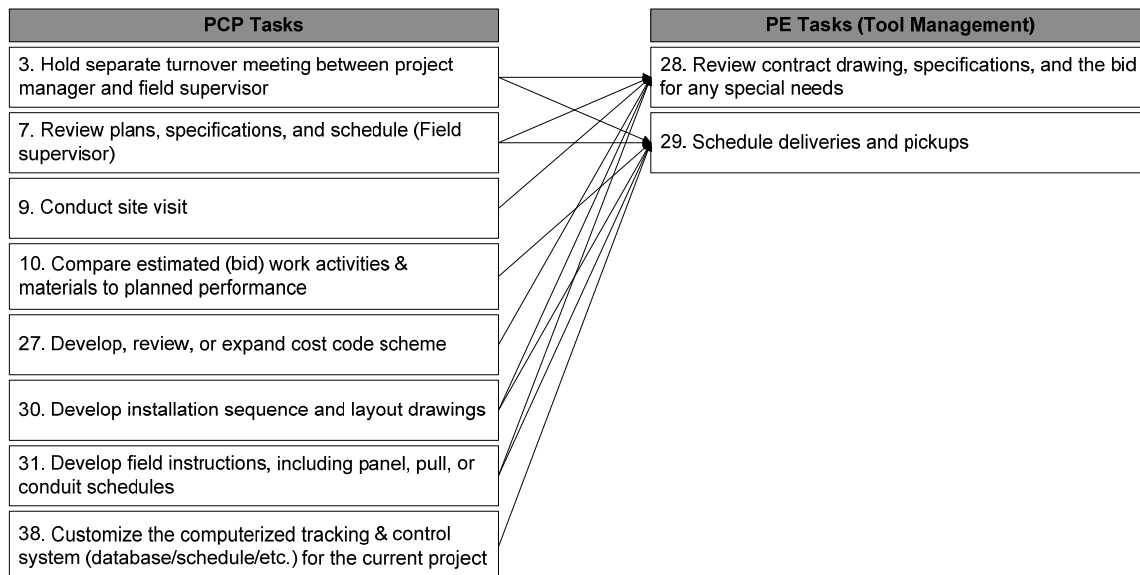 PCP Tasks
3. Hold separate turnover meeting between project
manager and field supervisor
7. Review plans, specifications, and schedule (Field
supervisor)
9. Conduct site visit
10. Compare estimated (bid) work activities &
materials to planned performance
27. Develop, review, or expand cost code scheme
30. Develop installation sequence and layout drawings
31. Develop field instructions, including panel, pull, or
conduit schedules
38. Customize the computerized tracking & control
system (database/schedule/etc.) for the current project
PE Tasks (Tool Management)
28. Review contract drawing, specifications, and the bid
for any special needs
29. Schedule deliveries and pickups